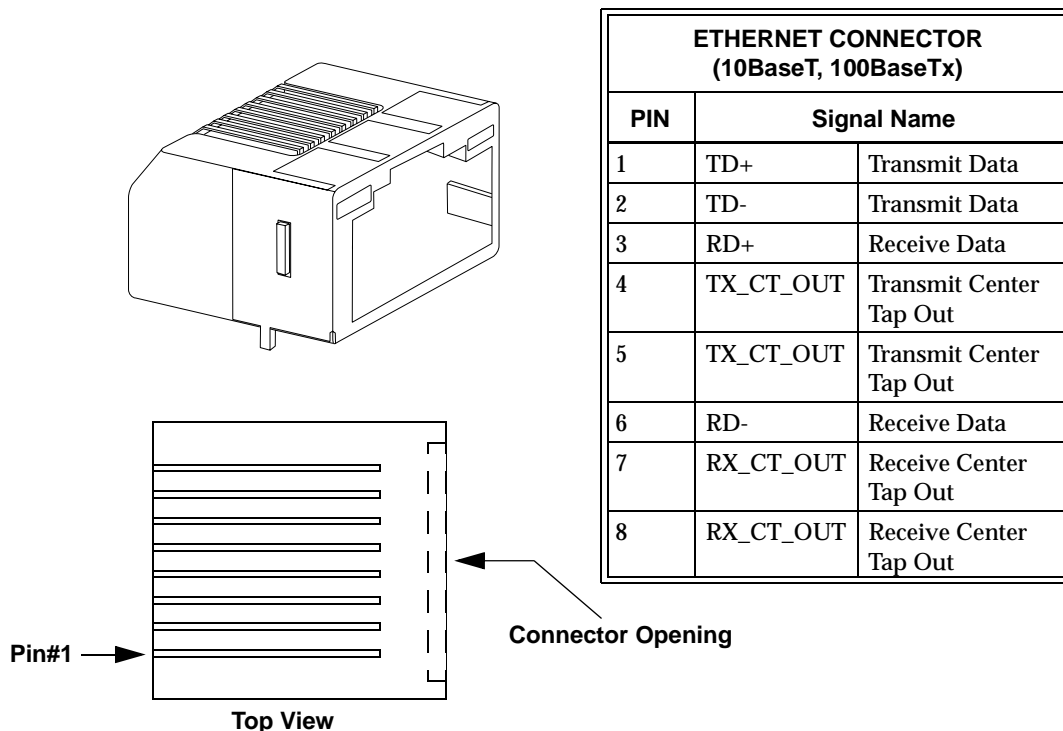 ETHERNET CONNECTOR
(10BaseT, 100BaseTx)
PIN Signal Name
1 TD+ Transmit Data
2 TD- Transmit Data
3 RD+ Receive Data
4 TX_CT_OUT Transmit Center
Tap Out
5 TX_CT_OUT Transmit Center
Tap Out
6 RD- Receive Data
7 RX_CT_OUT Receive Center
Tap Out
8 RX_CT_OUT Receive Center
Tap Out
Connector Opening
Pin#1
Top View